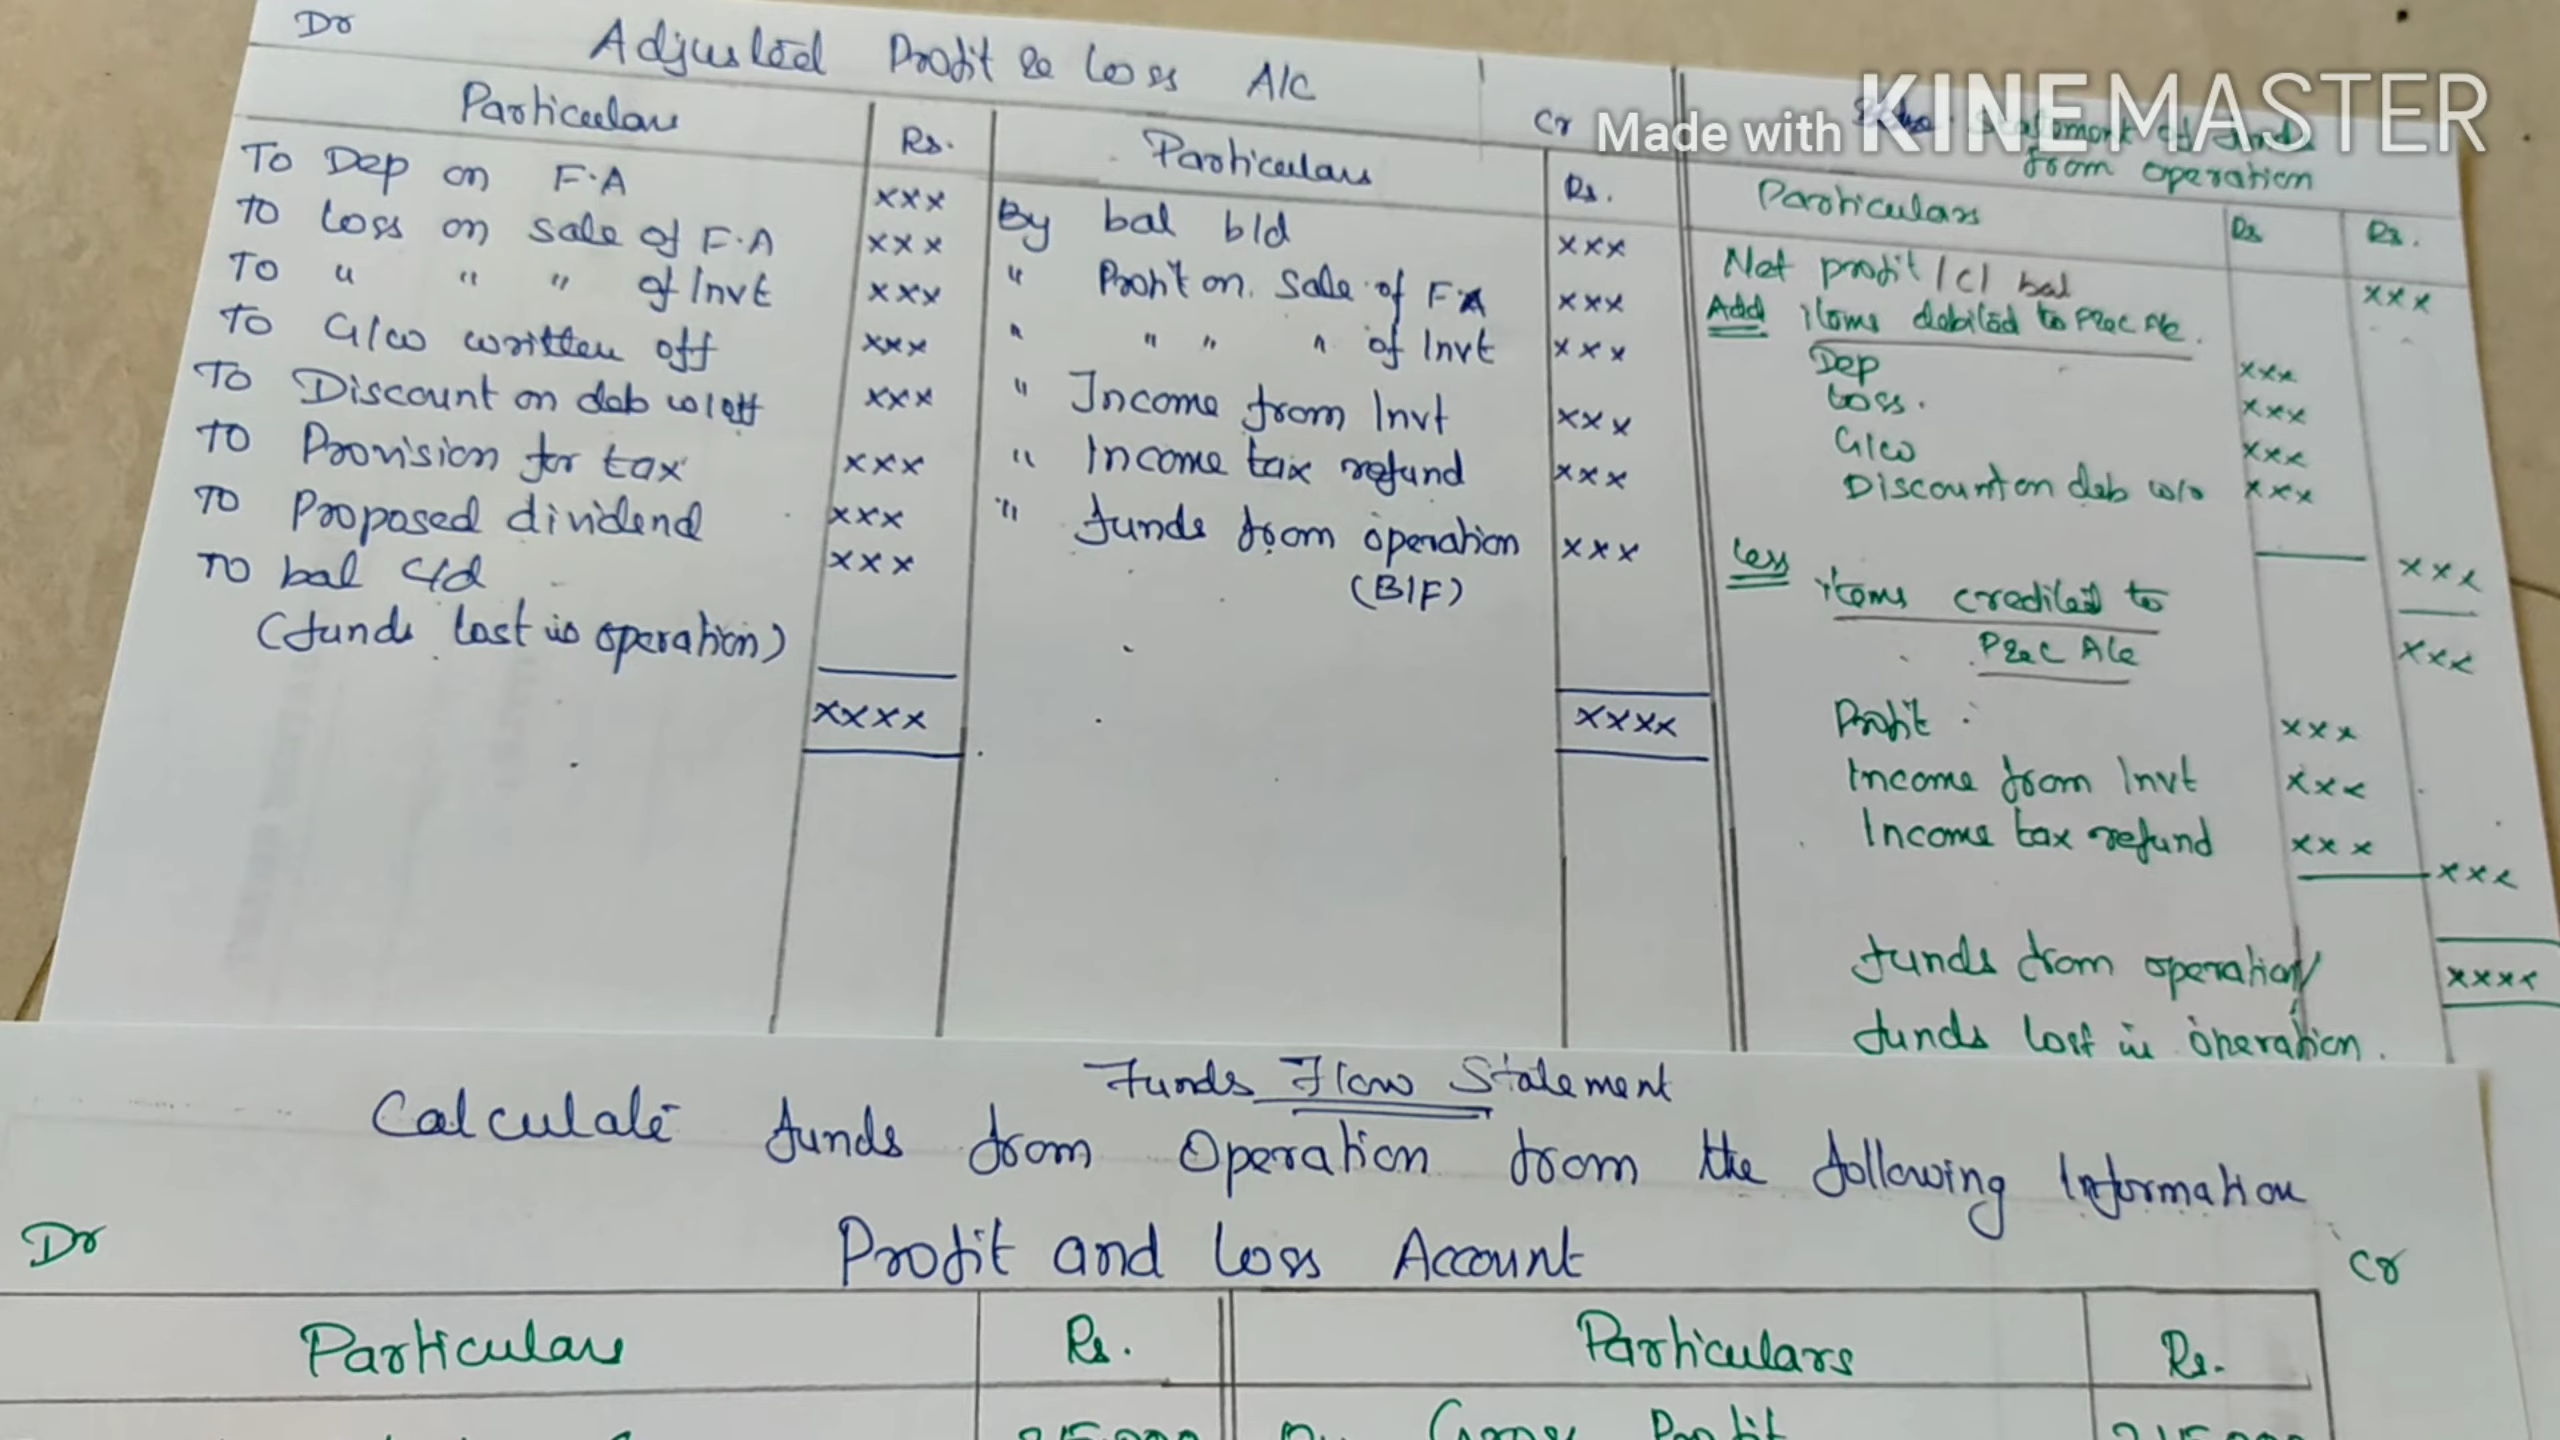 Dr
Adjusted Profit & Loss A/c
Cr
Made with KINEMASTER
Statement of funds
from operation
Particulars
Rs.
Particulars
Rs.
To Dep on F.A
xxx
To Loss on sale of F.A
xxx
To " " " of Invt
xxx
To G/w written off
xxx
To Discount on deb w/off
xxx
To Provision for tax
xxx
To Proposed dividend
xxx
To bal c/d
xxx
(funds lost in operation)
xxxx
By bal b/d
xxx
" Profit on sale of FA
xxx
" " " " of Invt
xxx
" Income from Invt
xxx
" Income tax refund
xxx
" funds from operation
xxx
(B/F)
xxxx
Particulars
Rs
Rs.
Net profit / cl bal
xxx
Add items debited to P&L A/c.
Dep
xxx
Loss.
xxx
G/w
xxx
Discount on deb w/o
xxx
xxx
Less items credited to
P&L A/c
xxx
Profit
xxx
Income from Invt
xxx
Income tax refund
xxx
xxx
funds from operation/
xxxx
funds lost in operation.
Funds Flow Statement
Calculate funds from Operation from the following Information
Dr
Profit and Loss Account
Cr
Particulars
Rs.
Particulars
Rs.
Gross Profit